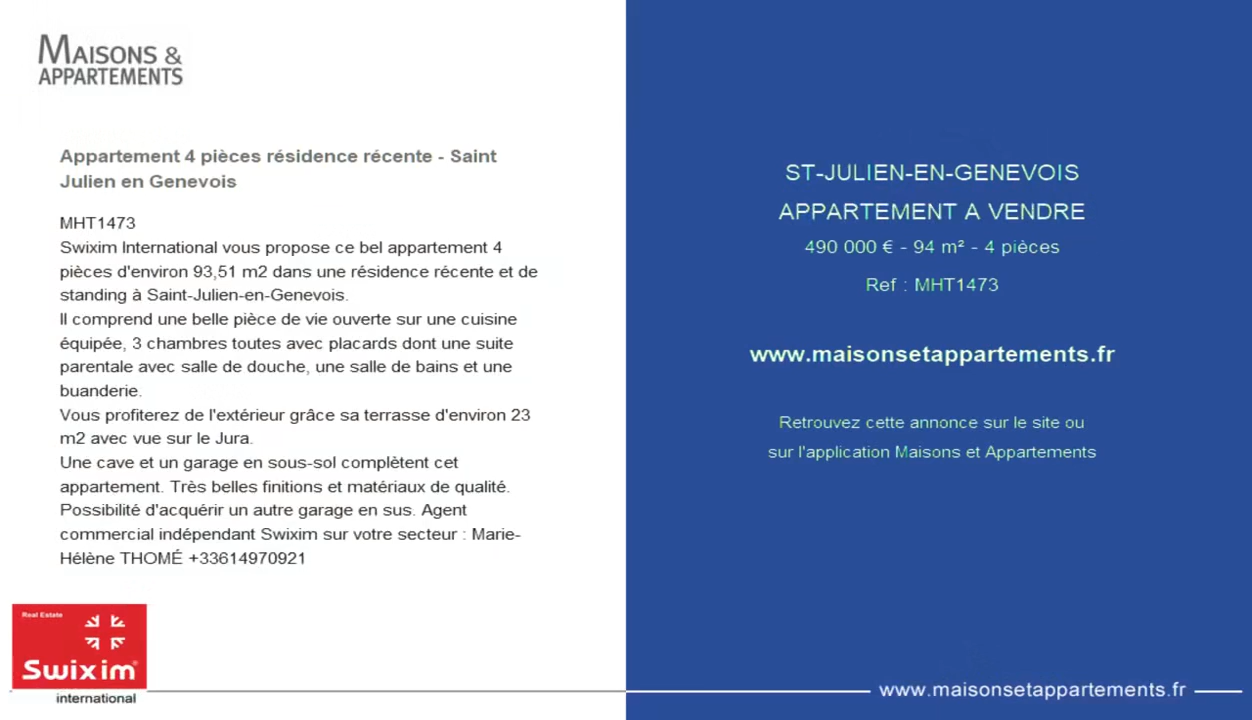 MAISONS &
APPARTEMENTS
Appartement 4 pièces résidence récente - Saint
Julien en Genevois
MHT1473
Swixim International vous propose ce bel appartement 4
pièces d'environ 93,51 m2 dans une résidence récente et de
standing à Saint-Julien-en-Genevois.
Il comprend une belle pièce de vie ouverte sur une cuisine
équipée, 3 chambres toutes avec placards dont une suite
parentale avec salle de douche, une salle de bains et une
buanderie.
Vous profiterez de l'extérieur grâce sa terrasse d'environ 23
m2 avec vue sur le Jura.
Une cave et un garage en sous-sol complètent cet
appartement. Très belles finitions et matériaux de qualité.
Possibilité d'acquérir un autre garage en sus. Agent
commercial indépendant Swixim sur votre secteur : Marie-
Hélène THOMÉ +33614970921
Real Estate
Swixim®
international
ST-JULIEN-EN-GENEVOIS
APPARTEMENT A VENDRE
490 000 € - 94 m² - 4 pièces
Ref : MHT1473
www.maisonsetappartements.fr
Retrouvez cette annonce sur le site ou
sur l'application Maisons et Appartements
www.maisonsetappartements.fr